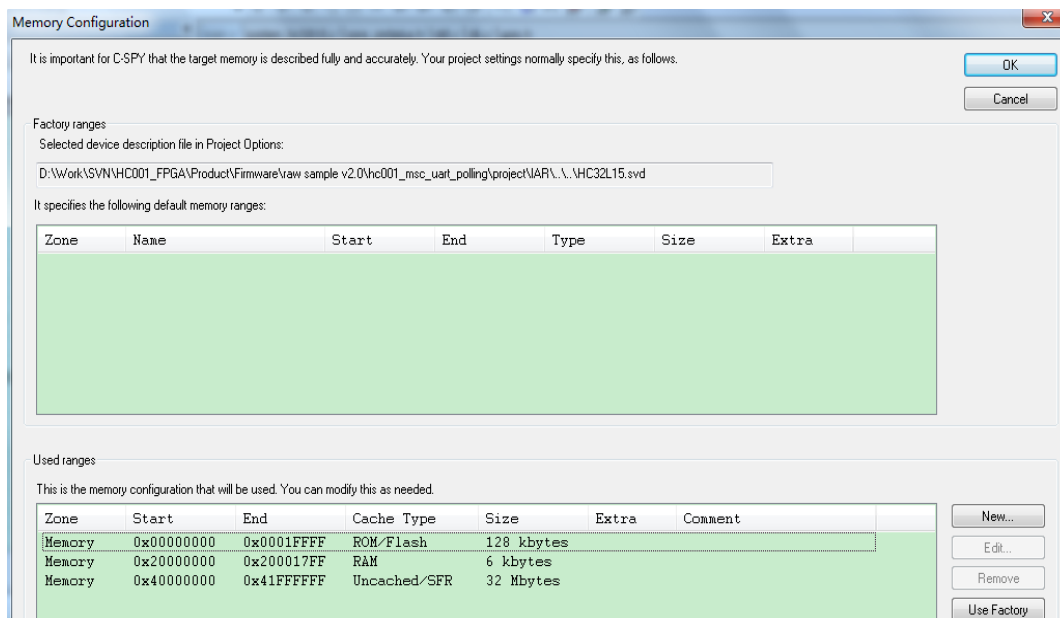 Memory Configuration
It is important for C-SPY that the target memory is described fully and accurately. Your project settings normally specify this, as follows.
OK
Cancel
Factory ranges
Selected device description file in Project Options:
D:\Work\SVN\HC001_FPGA\Product\Firmware\raw sample v2.0\hc001_msc_uart_polling\project\IAR\..\..\HC32L15.svd
It specifies the following default memory ranges:
Zone Name Start End Type Size Extra
Used ranges
This is the memory configuration that will be used. You can modify this as needed.
Zone Start End Cache Type Size Extra Comment
Memory 0x00000000 0x0001FFFF ROM/Flash 128 kbytes
Memory 0x20000000 0x200017FF RAM 6 kbytes
Memory 0x40000000 0x41FFFFFF Uncached/SFR 32 Mbytes
New...
Edit...
Remove
Use Factory